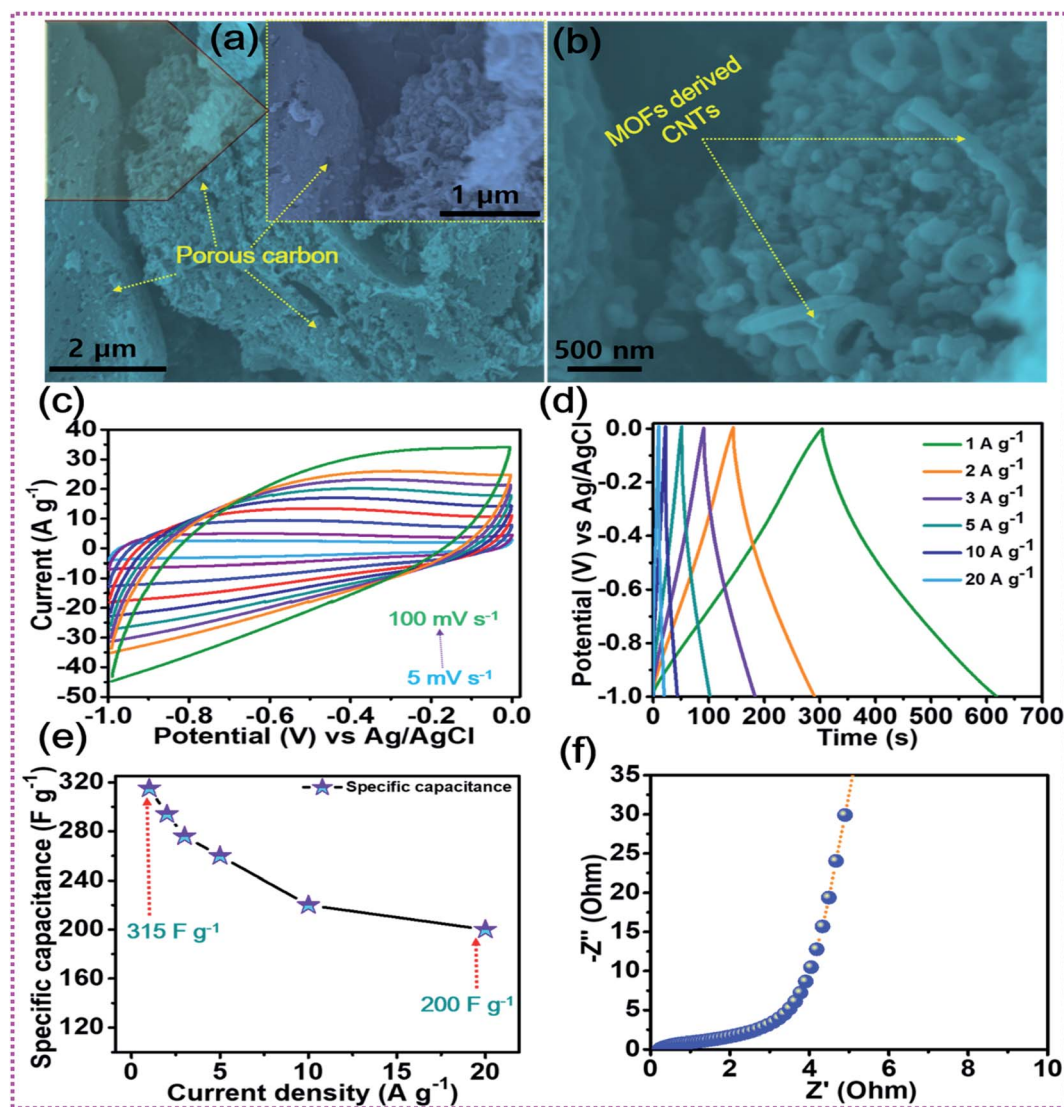 (a)
1 μm
Porous carbon
2 μm
(b)
MOFs derived
CNTs
500 nm
(c)
40
30
20
10
0
-10
-20
-30
-40
-50
Current (A g⁻¹)
100 mV s⁻¹
5 mV s⁻¹
-1.0 -0.8 -0.6 -0.4 -0.2 0.0
Potential (V) vs Ag/AgCl
(d)
0.0
-0.2
-0.4
-0.6
-0.8
-1.0
Potential (V) vs Ag/AgCl
1 A g⁻¹
2 A g⁻¹
3 A g⁻¹
5 A g⁻¹
10 A g⁻¹
20 A g⁻¹
0 100 200 300 400 500 600 700
Time (s)
(e)
320
280
240
200
160
120
Specific capacitance (F g⁻¹)
Specific capacitance
315 F g⁻¹
200 F g⁻¹
0 5 10 15 20
Current density (A g⁻¹)
(f)
35
30
25
20
15
10
5
0
-Z'' (Ohm)
0 2 4 6 8 10
Z' (Ohm)